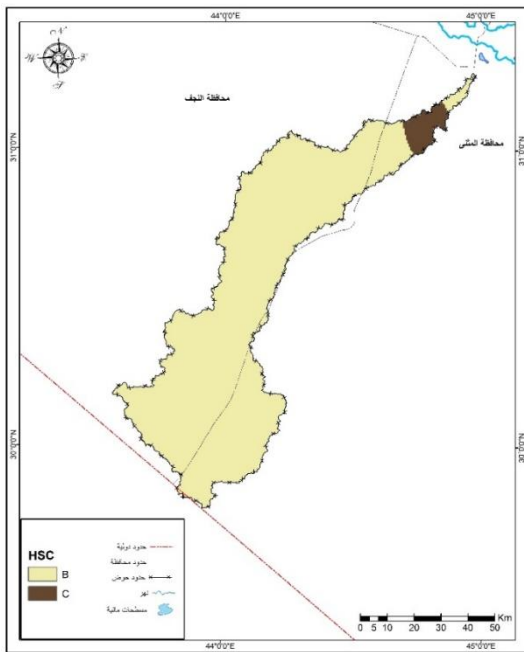 44°0'0"E
45°0'0"E
N
W
E
S
محافظة النجف
محافظة المثنى
31°0'0"N
31°0'0"N
30°0'0"N
30°0'0"N
HSC
B
C
حدود دولية
حدود محافظة
حدود حوض
نهر
مسطحات مائية
Km
0 5 10 20 30 40 50
44°0'0"E
45°0'0"E